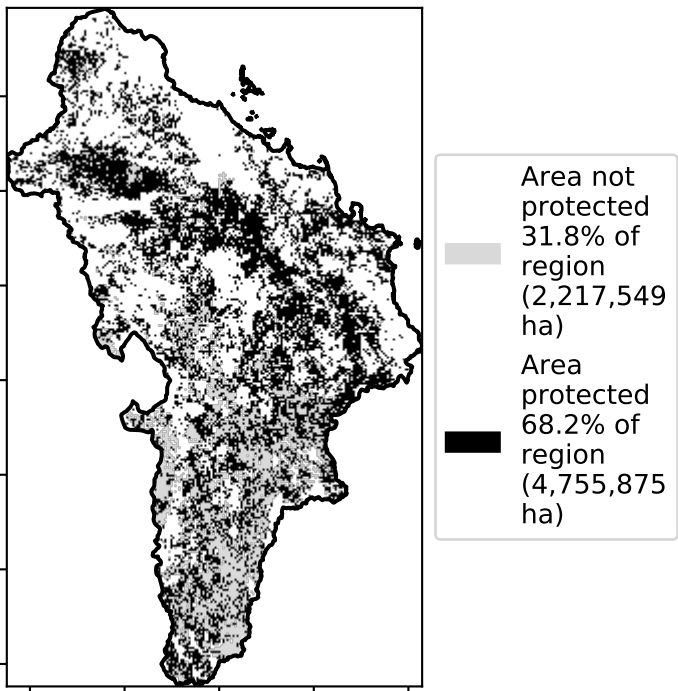 Area not
protected
31.8% of
region
(2,217,549
ha)
Area
protected
68.2% of
region
(4,755,875
ha)